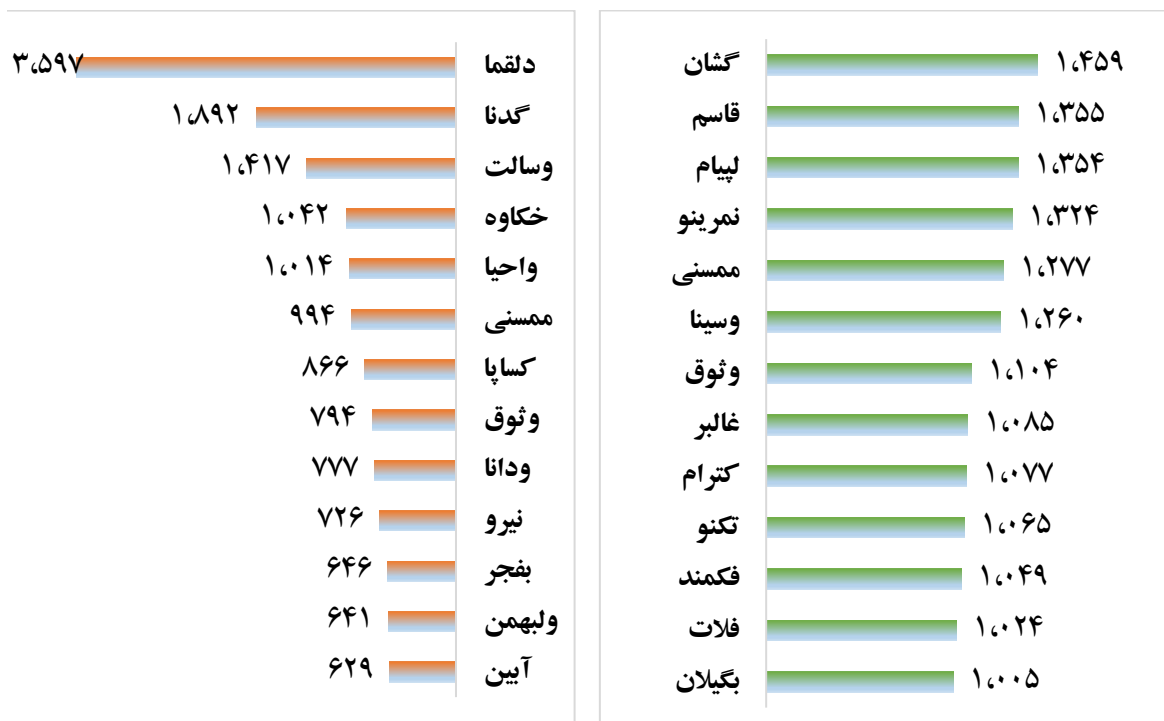 گشان ۱،۴۵۹
قاسم ۱،۳۵۵
لپیام ۱،۳۵۴
نمرینو ۱،۳۲۴
ممسنی ۱،۲۷۷
وسینا ۱،۲۶۰
وثوق ۱،۱۰۴
غالبر ۱،۰۸۵
کترام ۱،۰۷۷
تکنو ۱،۰۶۵
فکمند ۱،۰۴۹
فلات ۱،۰۲۴
بگیلان ۱،۰۰۵
دلقما ۳،۵۹۷
گدنا ۱،۸۹۲
وسالت ۱،۴۱۷
خکاوه ۱،۰۴۲
واحیا ۱،۰۱۴
ممسنی ۹۹۴
کساپا ۸۶۶
وثوق ۷۹۴
ودانا ۷۷۷
نیرو ۷۲۶
بفجر ۶۴۶
ولبهمن ۶۴۱
آبین ۶۲۹